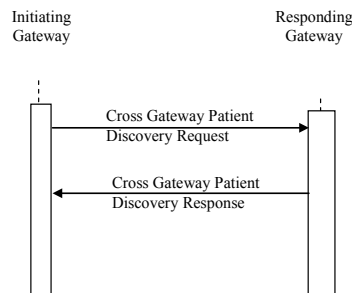 Initiating
Gateway
Responding
Gateway
Cross Gateway Patient
Discovery Request
Cross Gateway Patient
Discovery Response